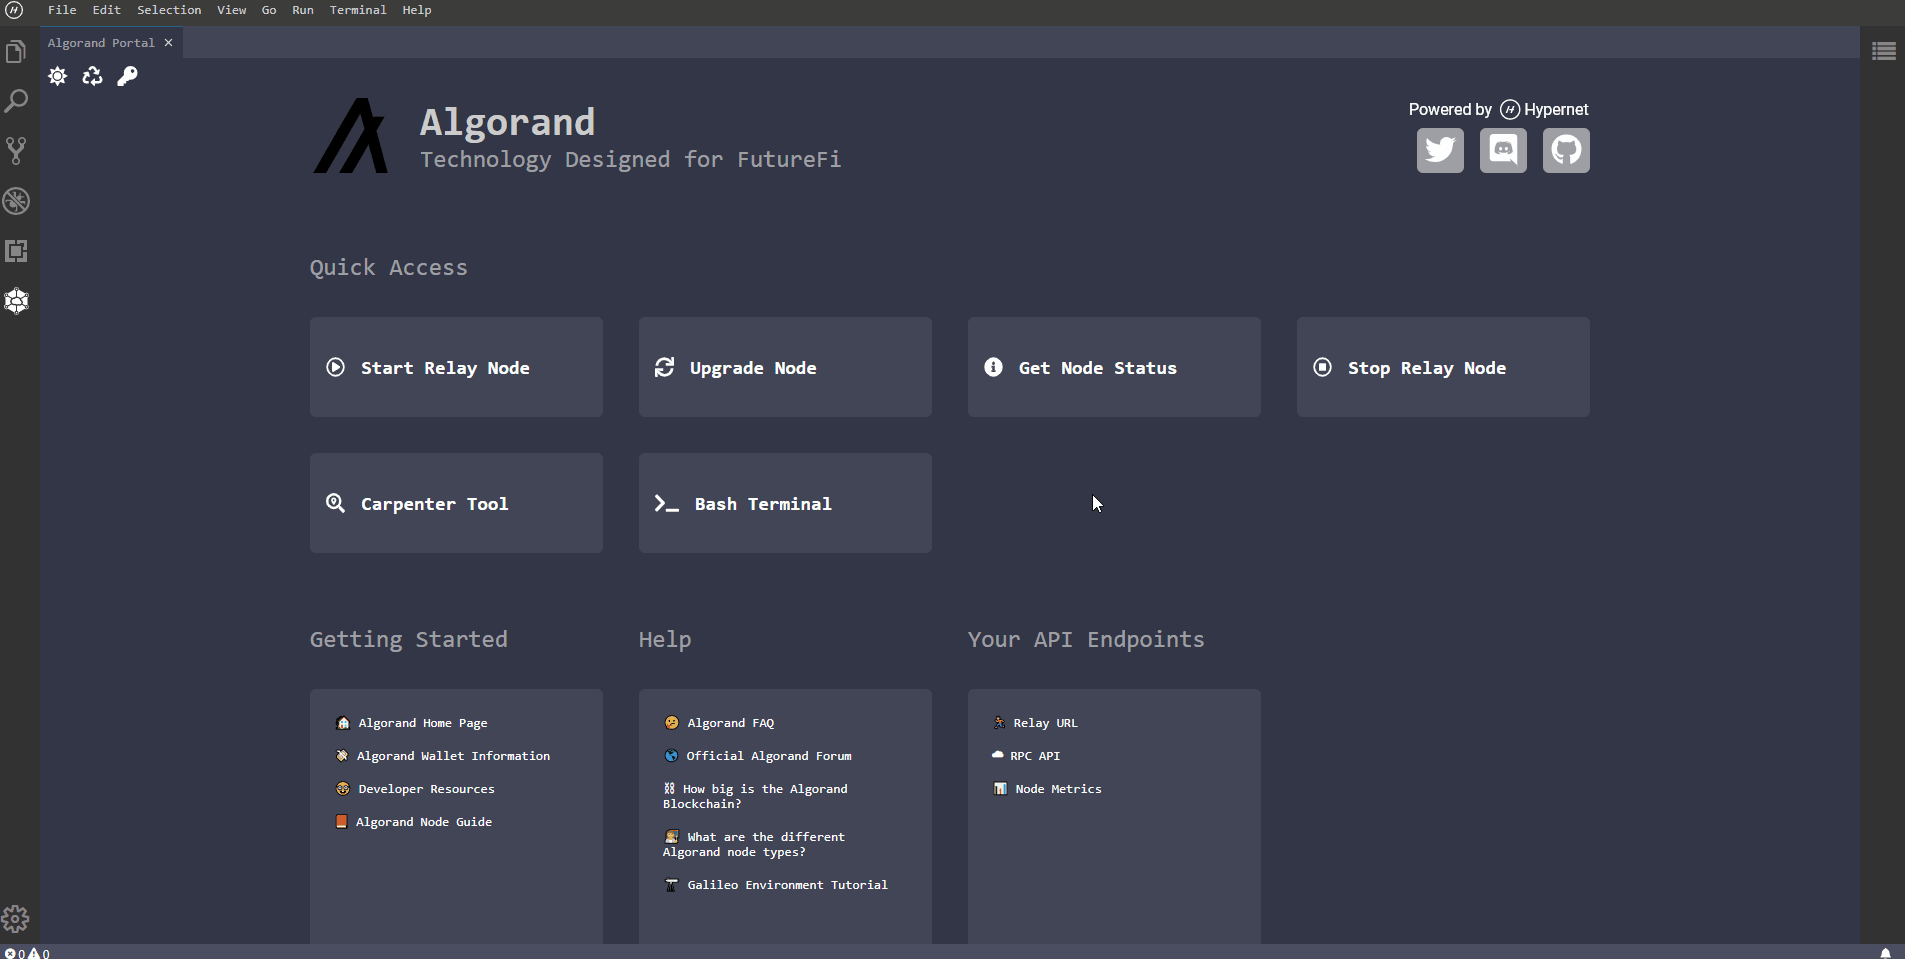 File Edit Selection View Go Run Terminal Help
Algorand Portal
Algorand
Technology Designed for FutureFi
Powered by H Hypernet
Quick Access
Start Relay Node
Upgrade Node
Get Node Status
Stop Relay Node
Carpenter Tool
Bash Terminal
Getting Started
Algorand Home Page
Algorand Wallet Information
Developer Resources
Algorand Node Guide
Help
Algorand FAQ
Official Algorand Forum
How big is the Algorand
Blockchain?
What are the different
Algorand node types?
Galileo Environment Tutorial
Your API Endpoints
Relay URL
RPC API
Node Metrics
0 0